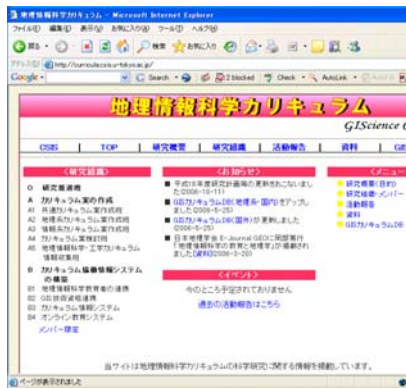 地理情報科学カリキュラム - Microsoft Internet Explorer
ファイル(F) 編集(E) 表示(V) お気に入り(A) ツール(T) ヘルプ(H)
戻る 検索 お気に入り
アドレス(D) http://curricula.csis.u-tokyo.ac.jp/
Google Search 2 blocked Check AutoLink
地理情報科学カリキュラム
GIScience
CSIS TOP 研究概要 研究組織 活動報告 資料 GIS
<研究組織>
O 研究推進班
A カリキュラム案の作成
A1 共通カリキュラム案作成班
A2 地理系カリキュラム案作成班
A3 情報系カリキュラム案作成班
A4 カリキュラム案検討班
A5 地理情報科学・工学カリキュラム
情報収集班
B カリキュラム協働情報システム
の構築
B1 地理情報科学教育者の連携
B2 GIS技術資格連携
B3 カリキュラム情報システム
B4 オンライン教育システム
メンバー限定
<お知らせ>
■ 平成18年度研究計画等の更新をおこないまし
た(2006-10-11)
■ GISカリキュラムDB(地理系・国内)をアップし
ました(2006-5-25)
■ GISカリキュラムDB(国外)が更新しました
(2006-5-25)
■ 日本地理学会 E-Journal GEOに関部署行
「地理情報科学の教育と地理学」が掲載され
ました[資料](2006-3-20)
<イベント>
今のところ予定されておりません
過去の活動報告はこちら
<メニュー
研究概要(目的)
研究組織・メンバー
活動報告
資料
GISカリキュラムDB
当サイトは地理情報科学カリキュラムの科学研究に関する情報を掲載しています。
ページが表示されました